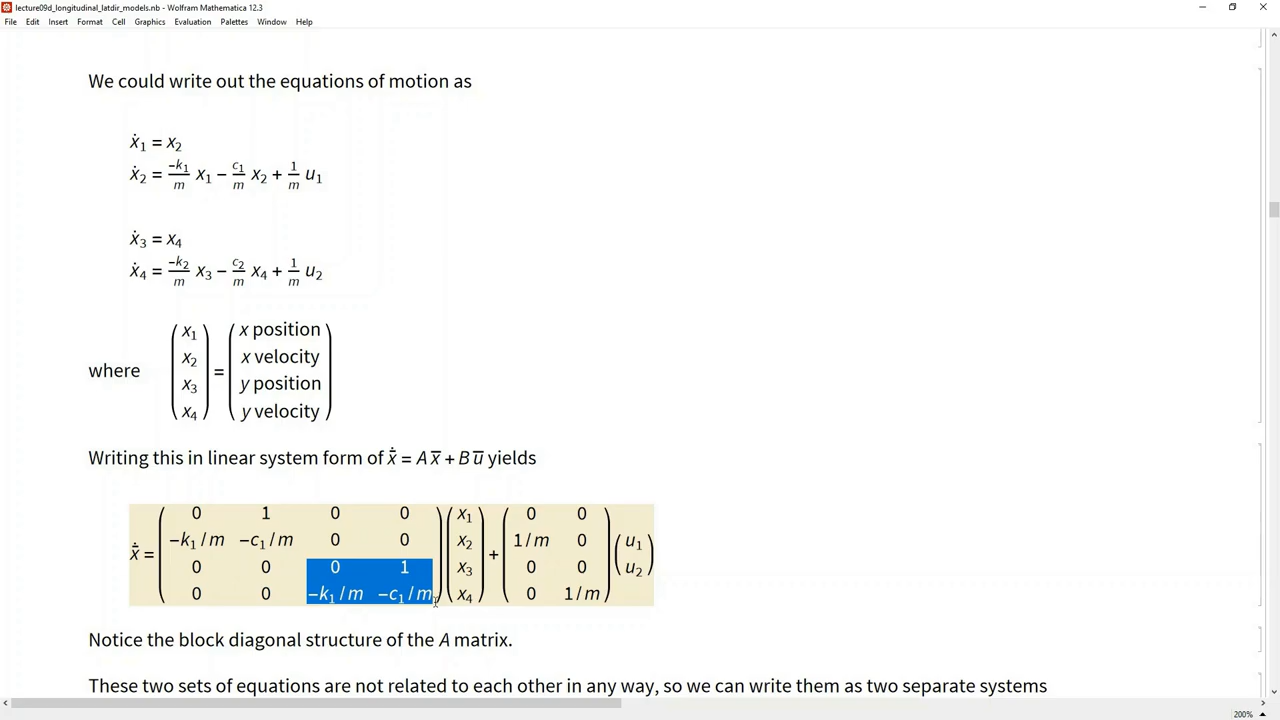 lecture09d_longitudinal_latdir_models.nb - Wolfram Mathematica 12.3
File Edit Insert Format Cell Graphics Evaluation Palettes Window Help
We could write out the equations of motion as
ẋ₁ = x₂
ẋ₂ = -k₁/m x₁ − c₁/m x₂ + 1/m u₁
ẋ₃ = x₄
ẋ₄ = -k₂/m x₃ − c₂/m x₄ + 1/m u₂
where (x₁ x₂ x₃ x₄) = (x position x velocity y position y velocity)
Writing this in linear system form of ẋ̄ = A x̄ + B ū yields
0 1 0 0 x₁ 0 0
−k₁/m −c₁/m 0 0 x₂ 1/m 0 u₁
ẋ̄ = 0 0 0 1 x₃ + 0 0 u₂
0 0 −k₁/m −c₁/m x₄ 0 1/m
Notice the block diagonal structure of the A matrix.
These two sets of equations are not related to each other in any way, so we can write them as two separate systems
200%